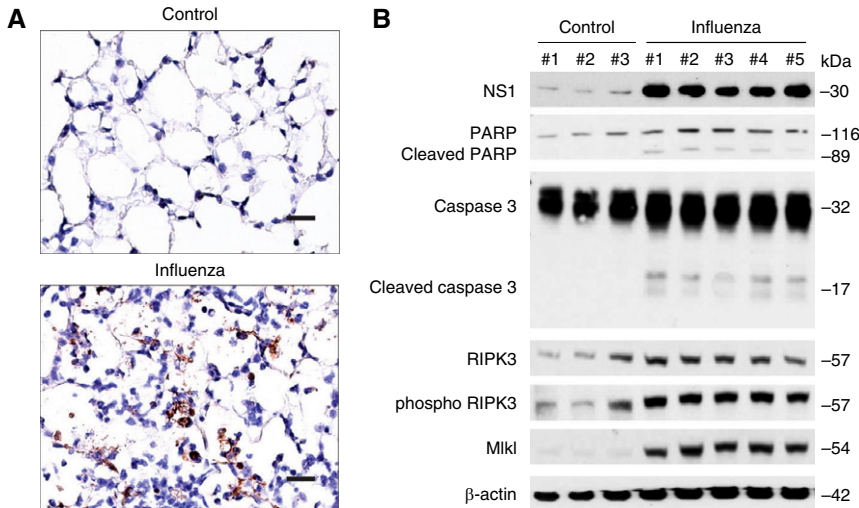 A
Control
Influenza
B
Control Influenza
#1 #2 #3 #1 #2 #3 #4 #5 kDa
NS1 –30
PARP –116
Cleaved PARP –89
Caspase 3 –32
Cleaved caspase 3 –17
RIPK3 –57
phospho RIPK3 –57
Mlkl –54
β-actin –42